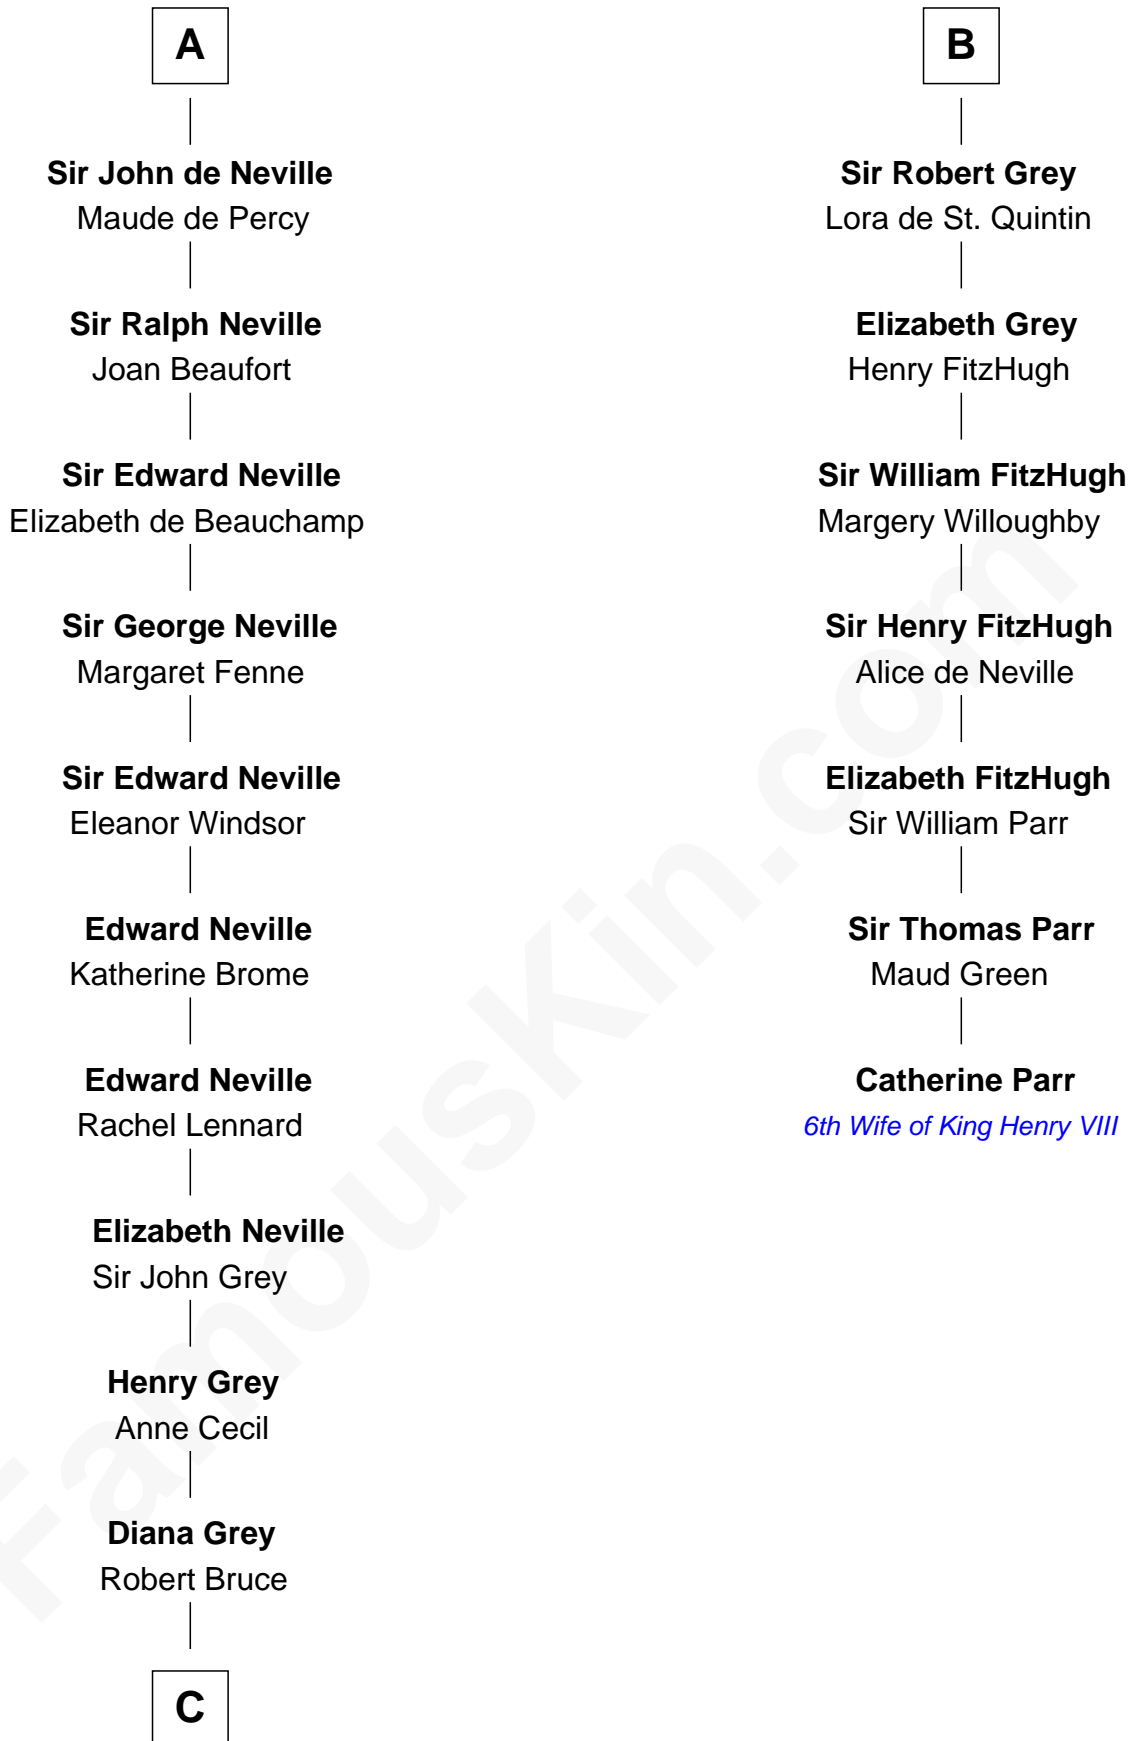 A
Sir John de Neville
Maude de Percy
Sir Ralph Neville
Joan Beaufort
Sir Edward Neville
Elizabeth de Beauchamp
Sir George Neville
Margaret Fenne
Sir Edward Neville
Eleanor Windsor
Edward Neville
Katherine Brome
Edward Neville
Rachel Lennard
Elizabeth Neville
Sir John Grey
Henry Grey
Anne Cecil
Diana Grey
Robert Bruce
C
B
Sir Robert Grey
Lora de St. Quintin
Elizabeth Grey
Henry FitzHugh
Sir William FitzHugh
Margery Willoughby
Sir Henry FitzHugh
Alice de Neville
Elizabeth FitzHugh
Sir William Parr
Sir Thomas Parr
Maud Green
Catherine Parr
6th Wife of King Henry VIII
FamousKin.com